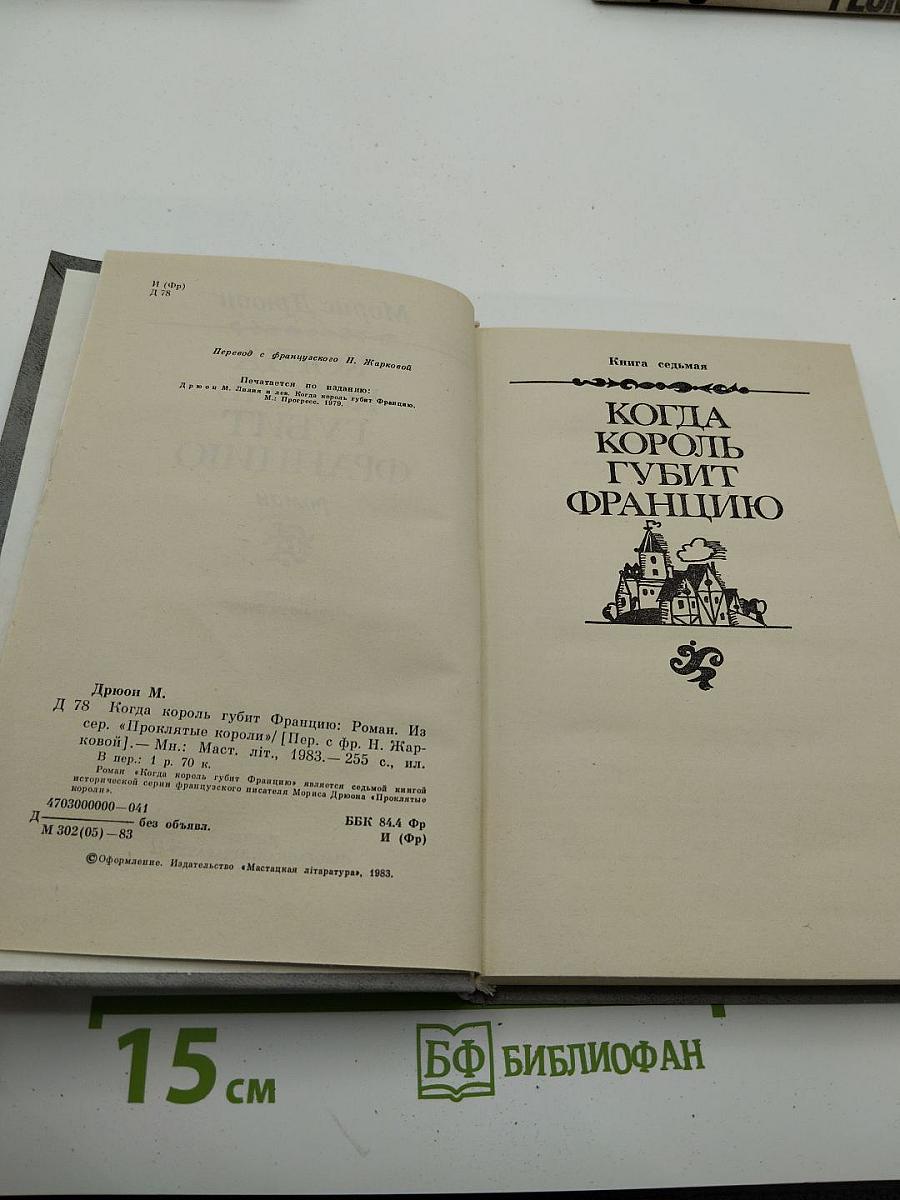 И (Фр)
Д 78
Перевод с французского Н. Жарковой
Печатается по изданию:
Дрюон М. Лилия и лев. Когда король губит Францию.
М.: Прогресс. 1979.
Дрюон М.
Д 78 Когда король губит Францию: Роман. Из
сер. «Проклятые короли»/[Пер. с фр. Н. Жар-
ковой].— Мн.: Маст. літ., 1983.— 255 с., ил.
В пер.: 1 р. 70 к.
Роман «Когда король губит Францию» является седьмой книгой
исторической серии французского писателя Мориса Дрюона «Проклятые
короли».
4703000000—041
Д
без объявл.
М 302(05)—83
ББК 84.4 Фр
И (Фр)
©Оформление. Издательство «Мастацкая літаратура», 1983.
Книга седьмая
КОГДА
КОРОЛЬ
ГУБИТ
ФРАНЦИЮ
15 см
БФ БИБЛИОФАН